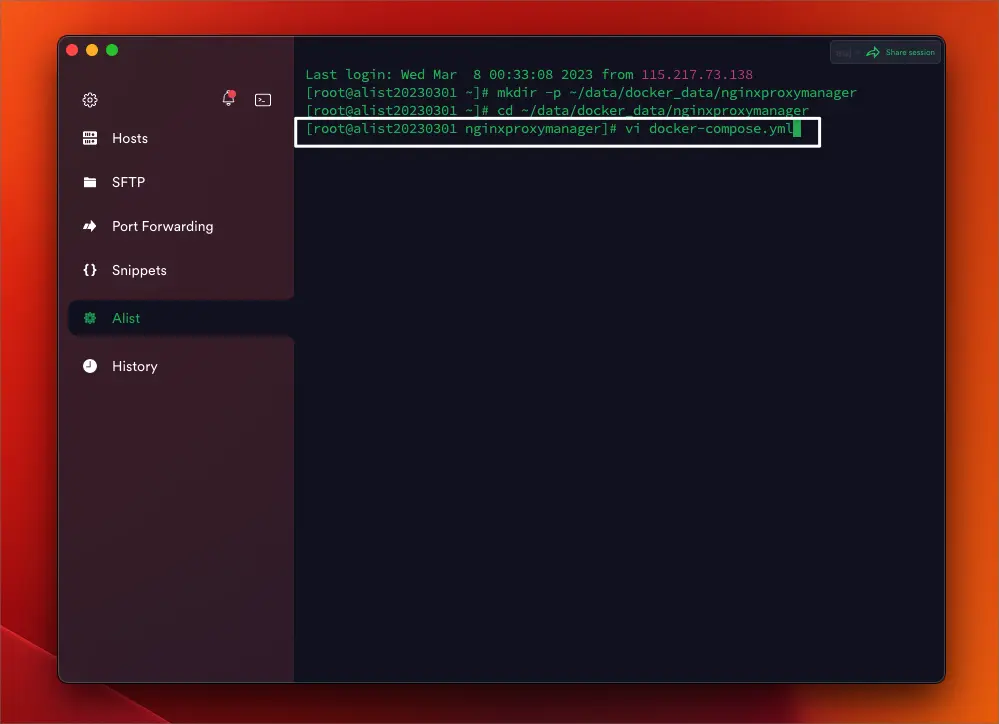 Share session
Last login: Wed Mar  8 00:33:08 2023 from 115.217.73.138
[root@alist20230301 ~]# mkdir -p ~/data/docker_data/nginxproxymanager
[root@alist20230301 ~]# cd ~/data/docker_data/nginxproxymanager
[root@alist20230301 nginxproxymanager]# vi docker-compose.yml
Hosts
SFTP
Port Forwarding
Snippets
Alist
History